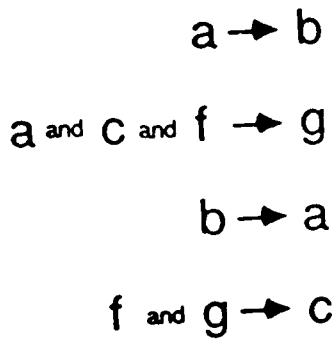 a → b
a and c and f → g
b → a
f and g → c